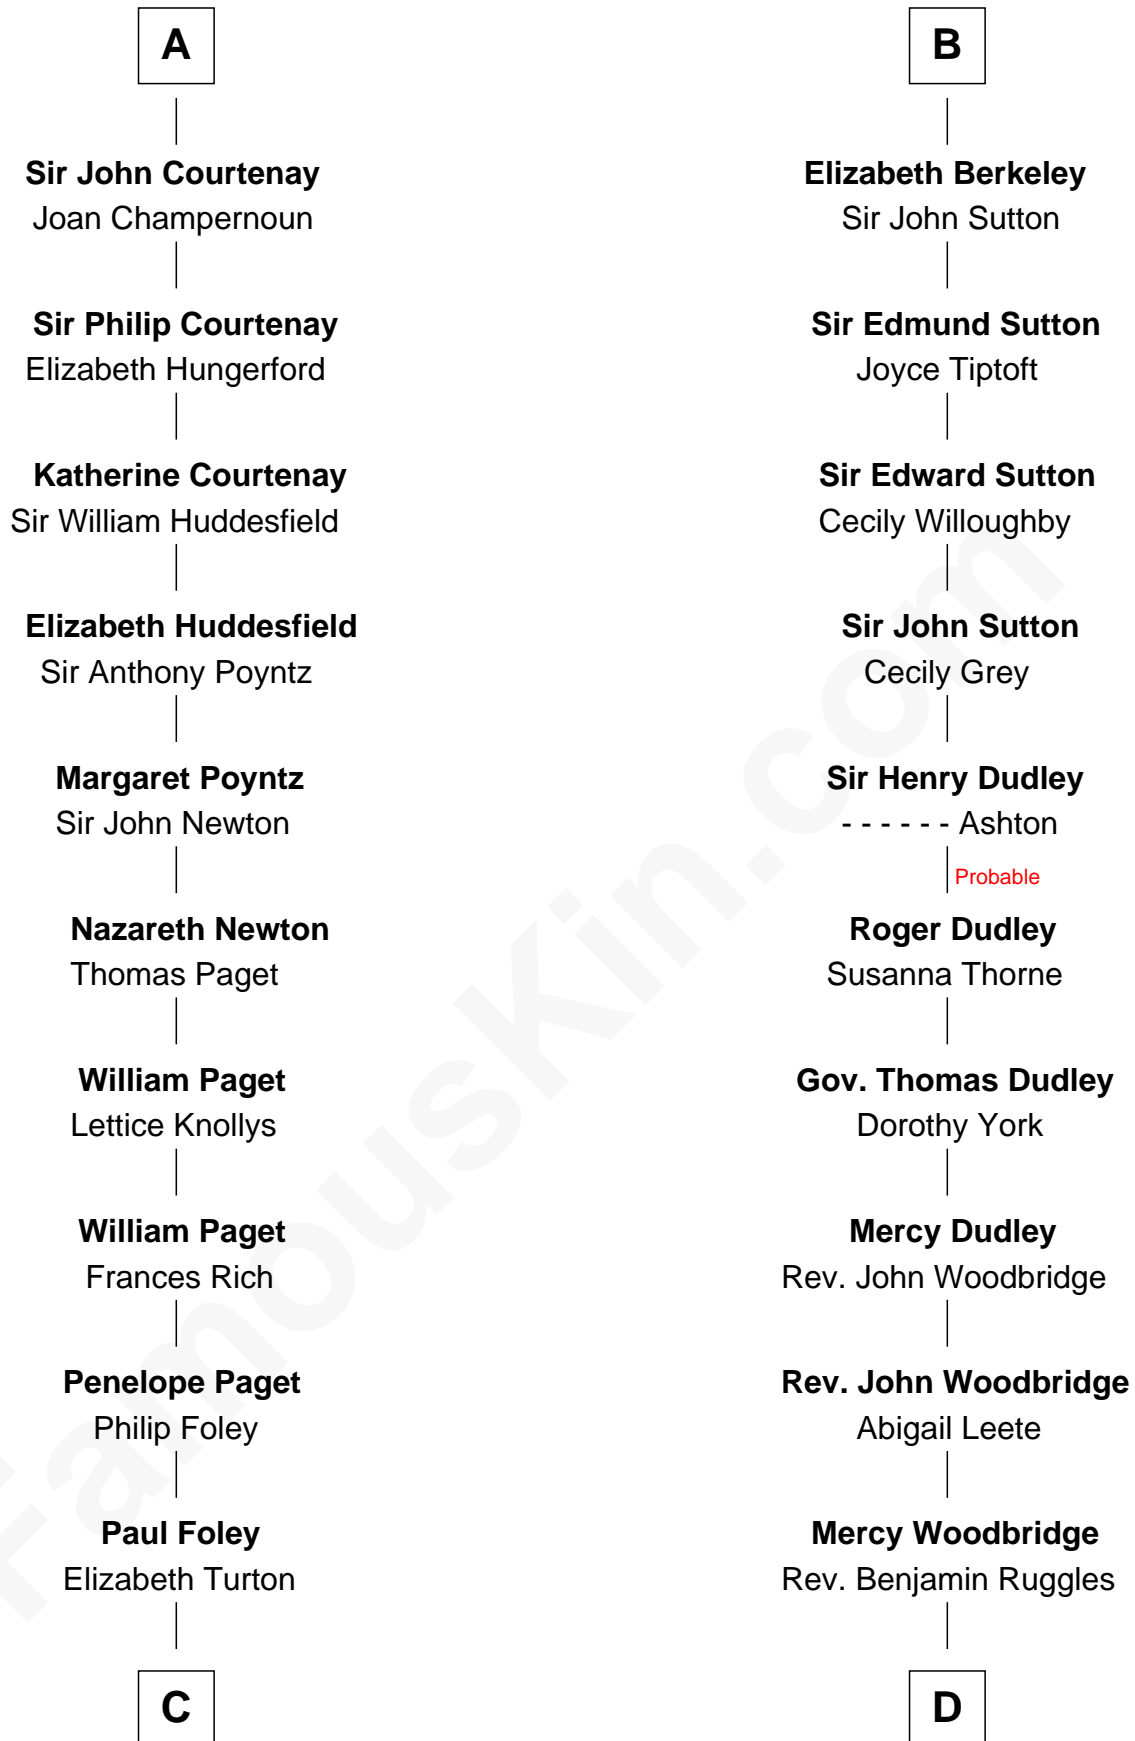 A
Sir John Courtenay
Joan Champernoun
Sir Philip Courtenay
Elizabeth Hungerford
Katherine Courtenay
Sir William Huddesfield
Elizabeth Huddesfield
Sir Anthony Poyntz
Margaret Poyntz
Sir John Newton
Nazareth Newton
Thomas Paget
William Paget
Lettice Knollys
William Paget
Frances Rich
Penelope Paget
Philip Foley
Paul Foley
Elizabeth Turton
C
B
Elizabeth Berkeley
Sir John Sutton
Sir Edmund Sutton
Joyce Tiptoft
Sir Edward Sutton
Cecily Willoughby
Sir John Sutton
Cecily Grey
Sir Henry Dudley
- - - - - - Ashton
Probable
Roger Dudley
Susanna Thorne
Gov. Thomas Dudley
Dorothy York
Mercy Dudley
Rev. John Woodbridge
Rev. John Woodbridge
Abigail Leete
Mercy Woodbridge
Rev. Benjamin Ruggles
D
FamousKin.com